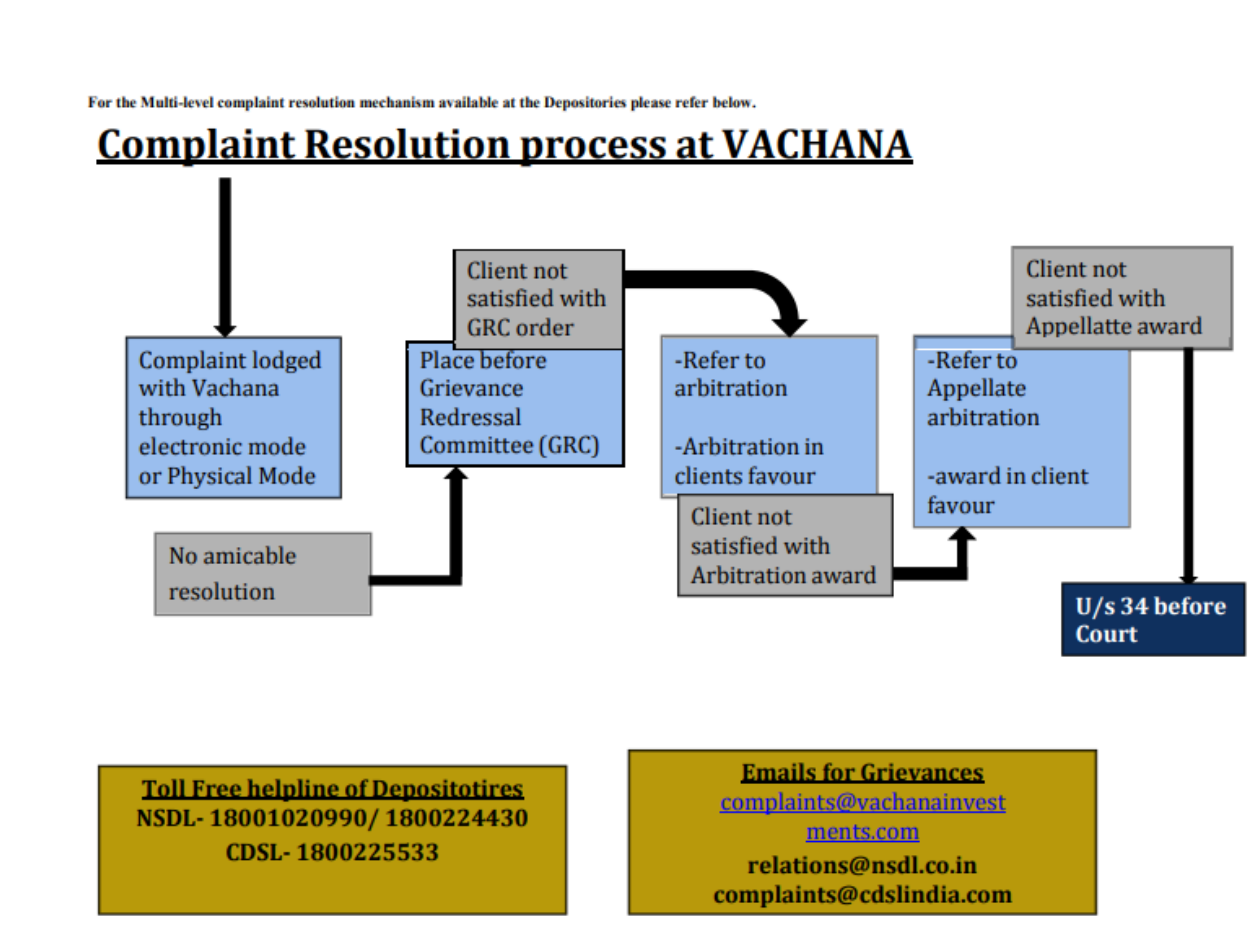 For the Multi-level complaint resolution mechanism available at the Depositories please refer below.
Complaint Resolution process at VACHANA
Complaint lodged
with Vachana
through
electronic mode
or Physical Mode
No amicable
resolution
Client not
satisfied with
GRC order
Place before
Grievance
Redressal
Committee (GRC)
-Refer to
arbitration
-Arbitration in
clients favour
Client not
satisfied with
Arbitration award
Client not
satisfied with
Appellatte award
-Refer to
Appellate
arbitration
-award in client
favour
U/s 34 before
Court
Toll Free helpline of Depositotires
NSDL- 18001020990/ 1800224430
CDSL- 1800225533
Emails for Grievances
complaints@vachanainvest
ments.com
relations@nsdl.co.in
complaints@cdslindia.com